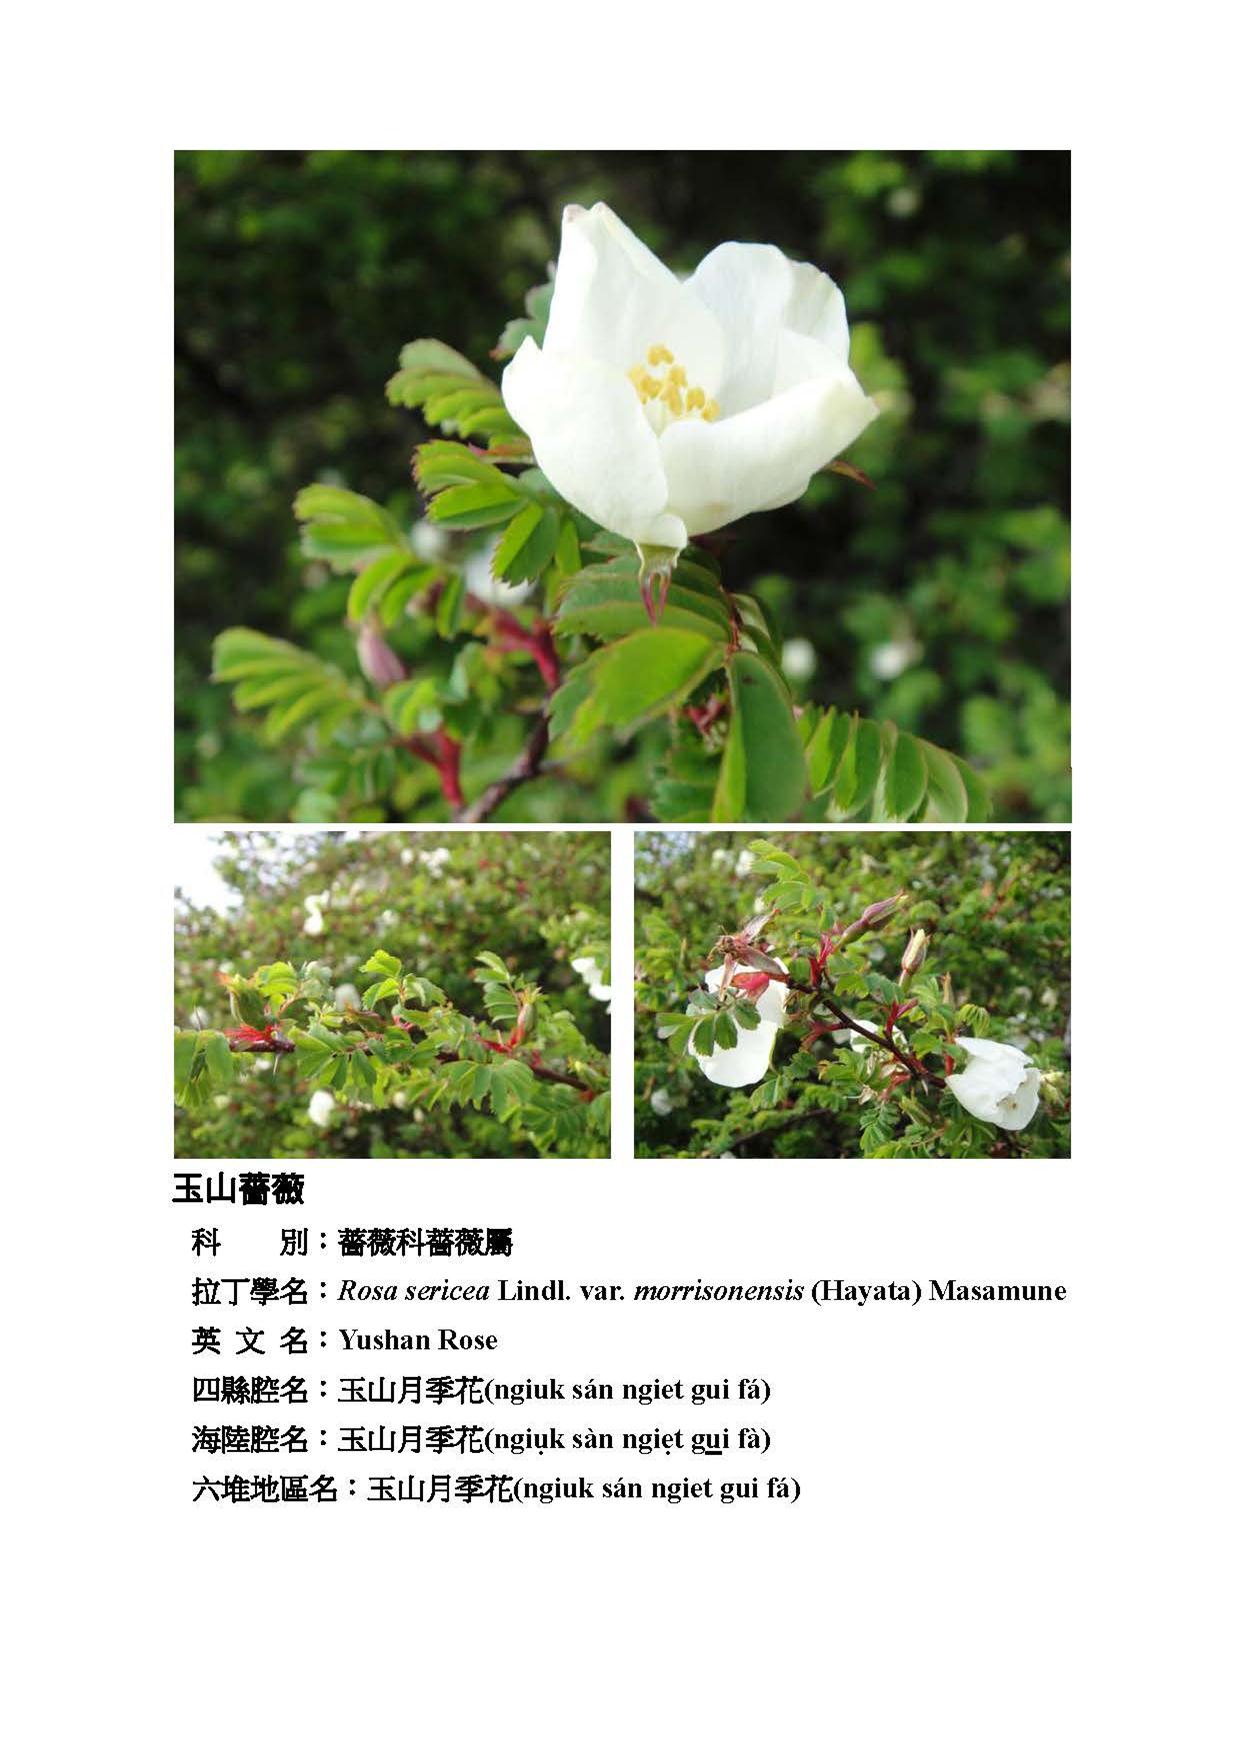 玉山薔薇
科　　別：薔薇科薔薇屬
拉丁學名：Rosa sericea Lindl. var. morrisonensis (Hayata) Masamune
英 文 名：Yushan Rose
四縣腔名：玉山月季花(ngiuk sán ngiet gui fá)
海陸腔名：玉山月季花(ngiụk sàn ngiẹt gui fà)
六堆地區名：玉山月季花(ngiuk sán ngiet gui fá)